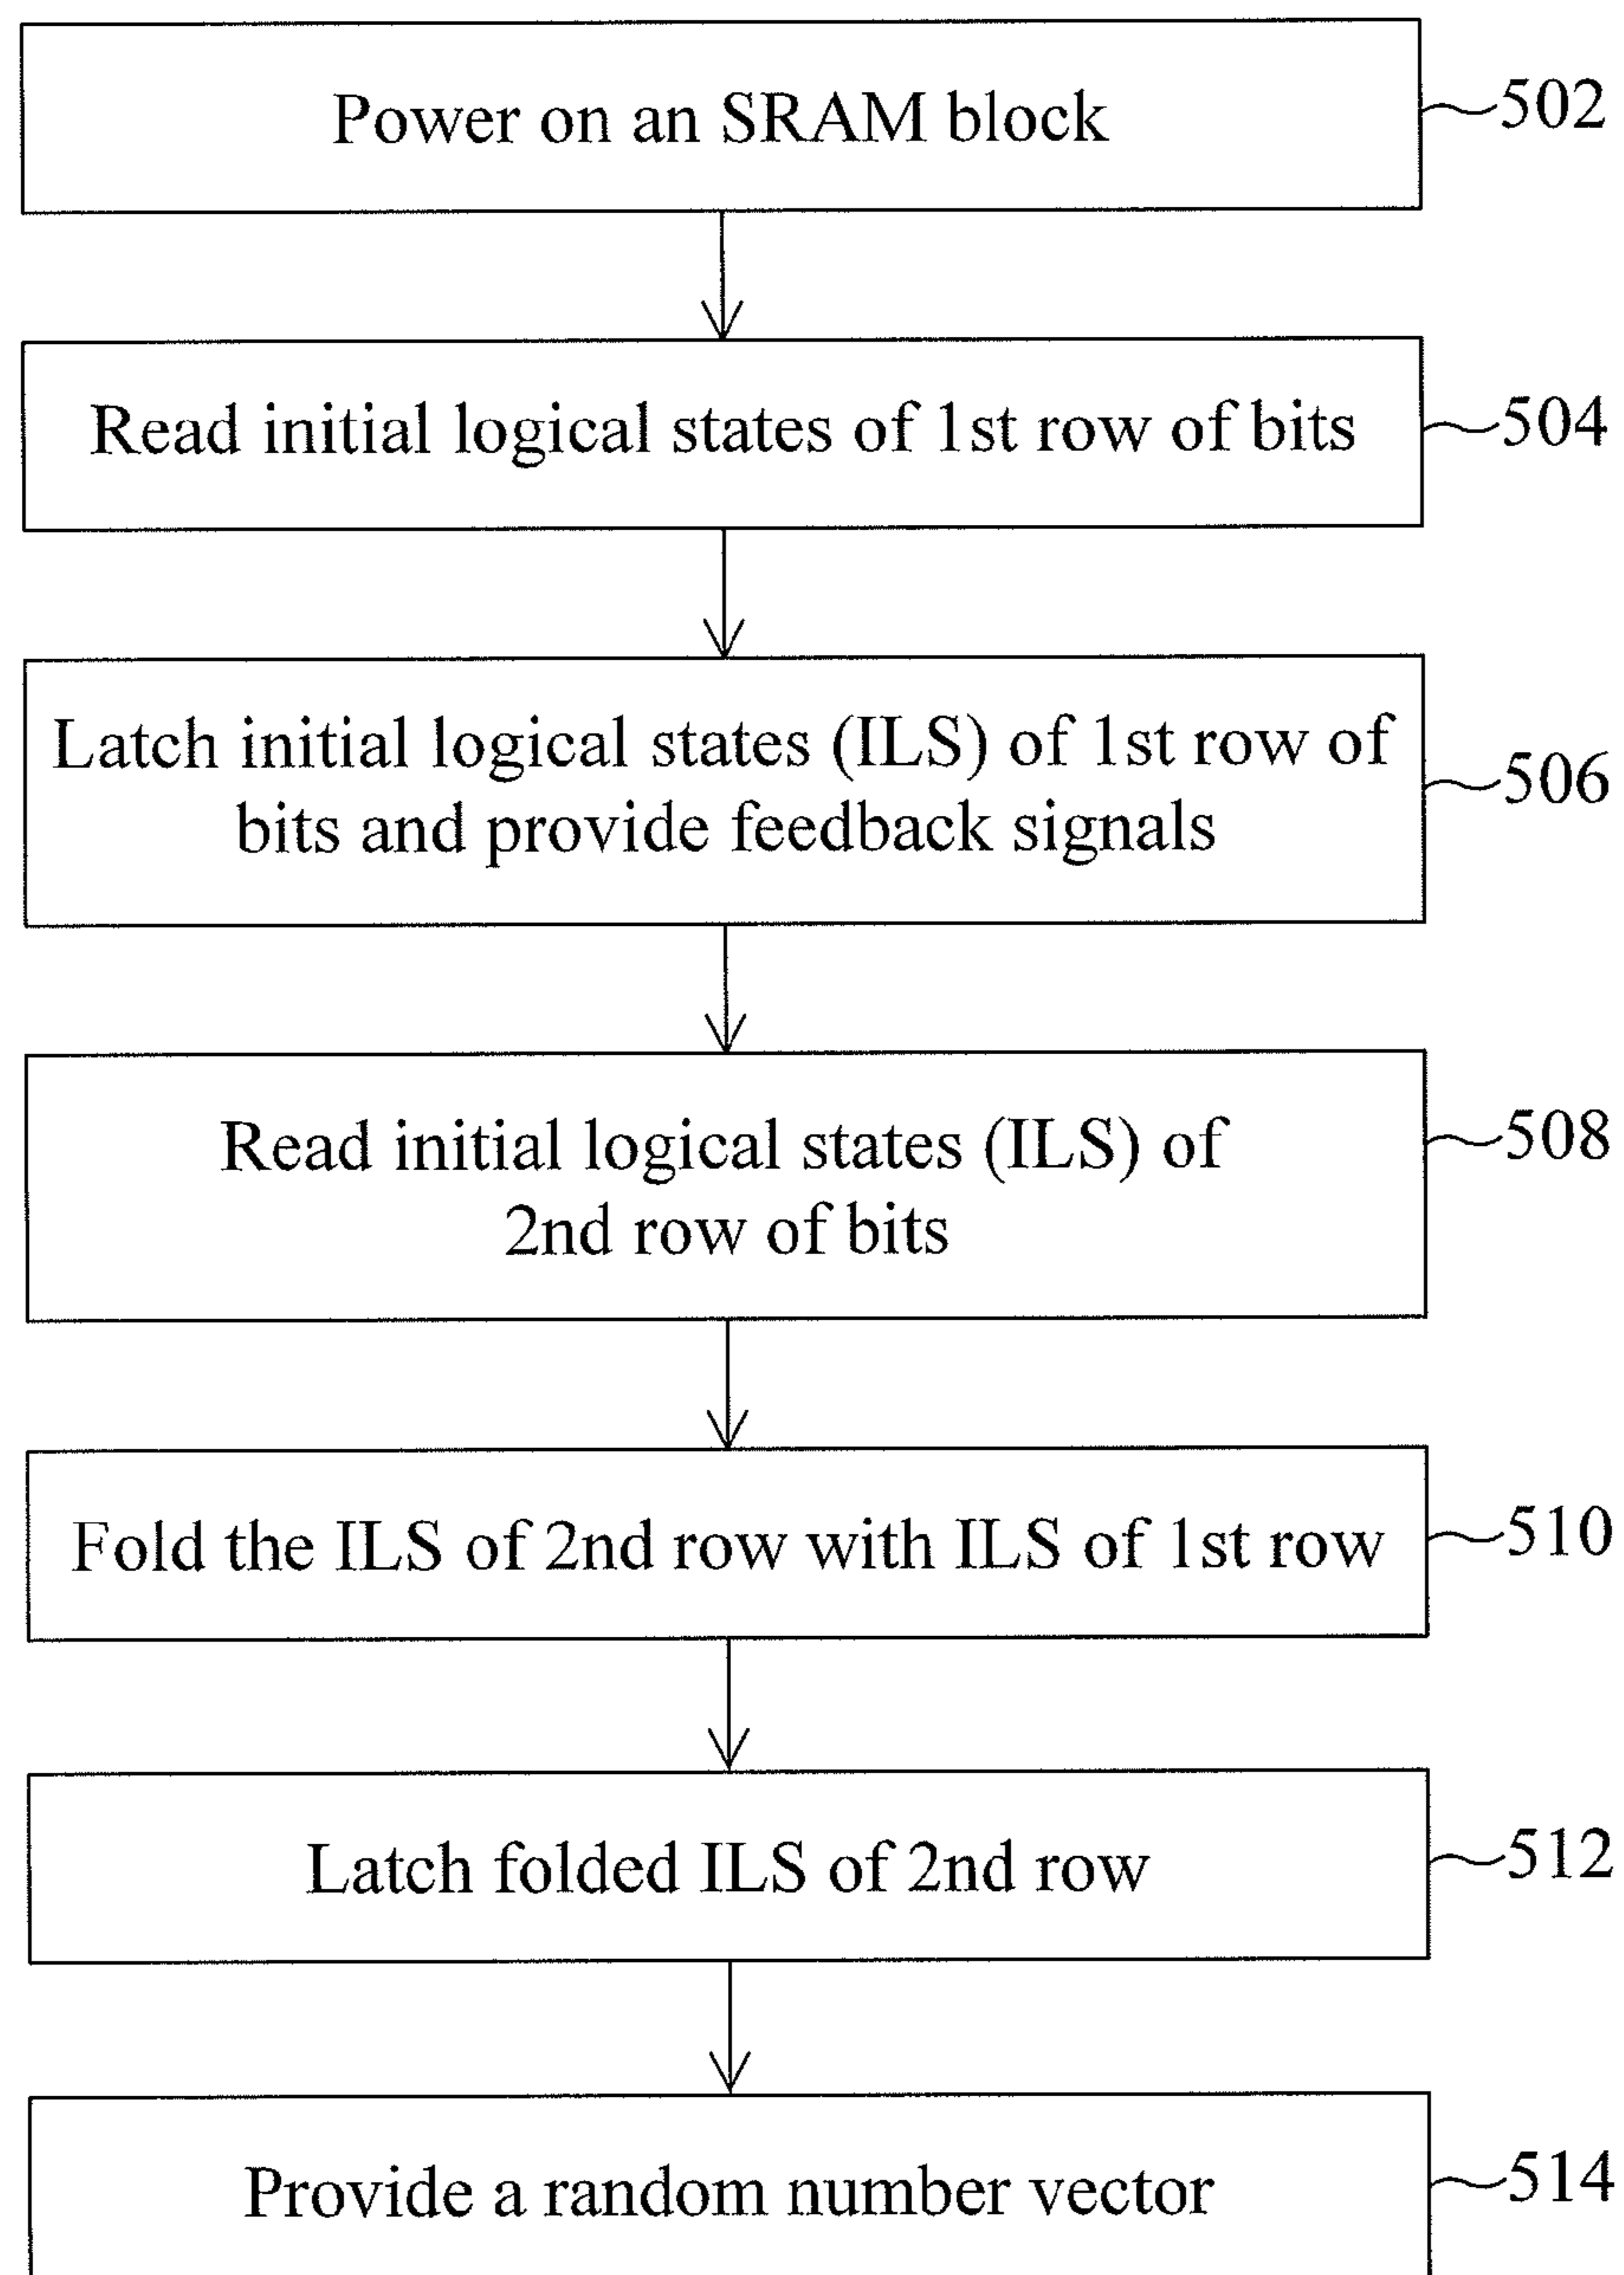 Power on an SRAM block
502
Read initial logical states of 1st row of bits
504
Latch initial logical states (ILS) of 1st row of
bits and provide feedback signals
506
Read initial logical states (ILS) of
2nd row of bits
508
Fold the ILS of 2nd row with ILS of 1st row
510
Latch folded ILS of 2nd row
512
Provide a random number vector
514